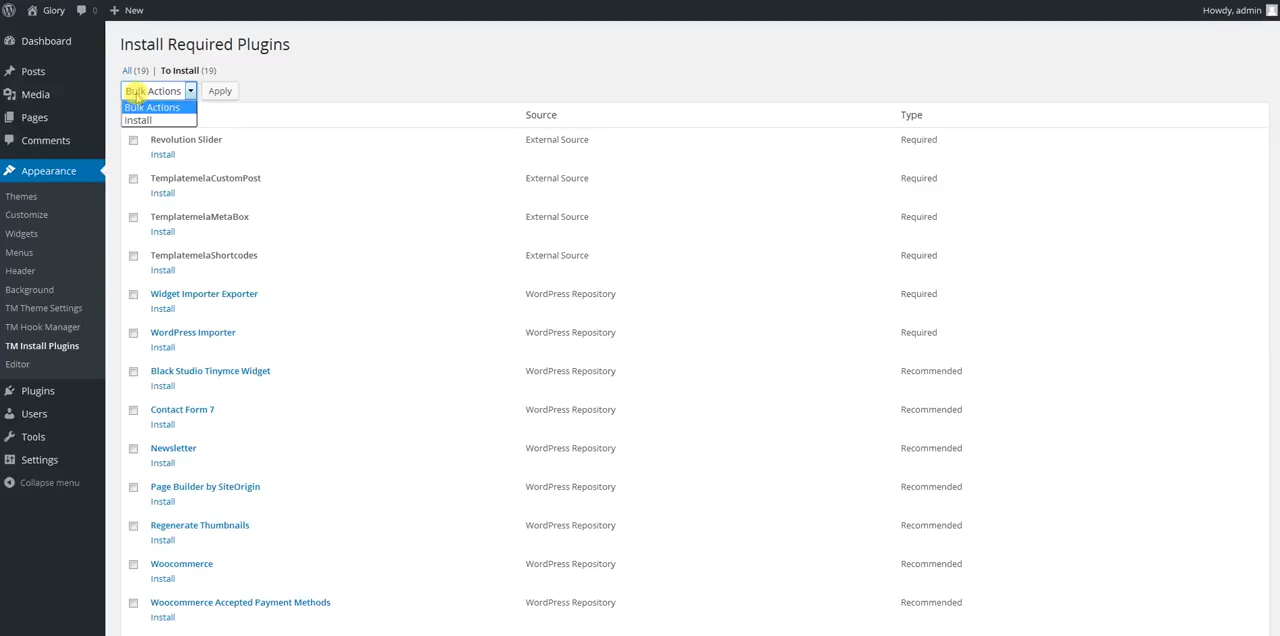 Glory 0 New Howdy, admin
Dashboard
Posts
Media
Pages
Comments
Appearance
Themes
Customize
Widgets
Menus
Header
Background
TM Theme Settings
TM Hook Manager
TM Install Plugins
Editor
Plugins
Users
Tools
Settings
Collapse menu
Install Required Plugins
All (19) | To Install (19)
Bulk Actions Apply
Bulk Actions
Install
Source Type
Revolution Slider External Source Required
Install
TemplatemelaCustomPost External Source Required
Install
TemplatemelaMetaBox External Source Required
Install
TemplatemelaShortcodes External Source Required
Install
Widget Importer Exporter WordPress Repository Required
Install
WordPress Importer WordPress Repository Required
Install
Black Studio Tinymce Widget WordPress Repository Recommended
Install
Contact Form 7 WordPress Repository Recommended
Install
Newsletter WordPress Repository Recommended
Install
Page Builder by SiteOrigin WordPress Repository Recommended
Install
Regenerate Thumbnails WordPress Repository Recommended
Install
Woocommerce WordPress Repository Recommended
Install
Woocommerce Accepted Payment Methods WordPress Repository Recommended
Install